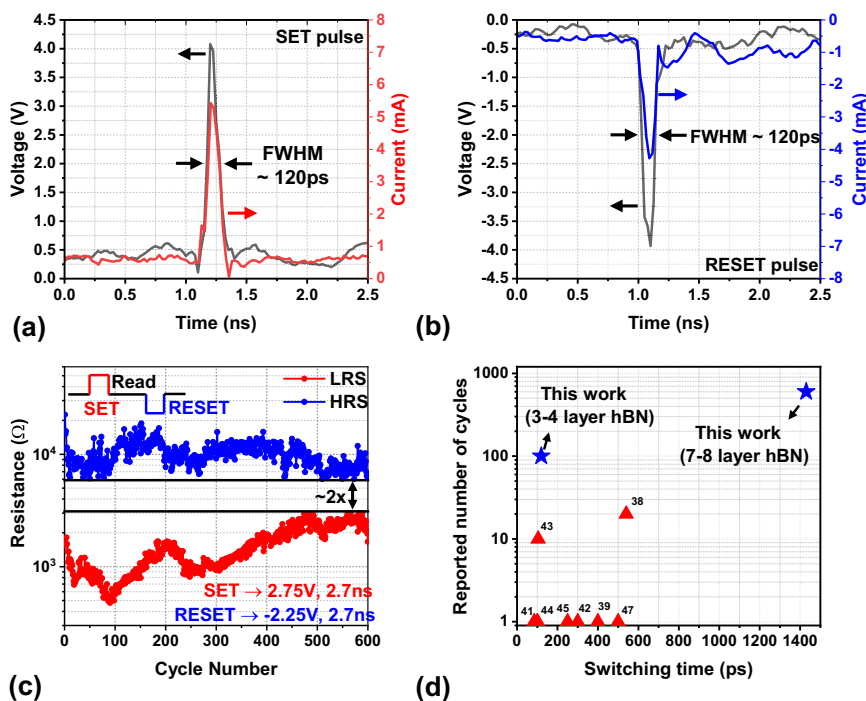 4.5
4.0
3.5
3.0
2.5
2.0
1.5
1.0
0.5
0.0
Voltage (V)
SET pulse
FWHM
~ 120ps
8
7
6
5
4
3
2
1
0
Current (mA)
0.0 0.5 1.0 1.5 2.0 2.5
Time (ns)
(a)
0.0
-0.5
-1.0
-1.5
-2.0
-2.5
-3.0
-3.5
-4.0
-4.5
Voltage (V)
FWHM ~ 120ps
RESET pulse
0
-1
-2
-3
-4
-5
-6
-7
-8
Current (mA)
0.0 0.5 1.0 1.5 2.0 2.5
Time (ns)
(b)
Resistance (Ω)
10⁴
10³
Read
SET
RESET
LRS
HRS
~2x
SET → 2.75V, 2.7ns
RESET → -2.25V, 2.7ns
0 100 200 300 400 500 600
Cycle Number
(c)
Reported number of cycles
1000
100
10
1
This work
(3-4 layer hBN)
This work
(7-8 layer hBN)
38
43
41 44 45 42 39 47
0 200 400 600 800 1000 1200 1400
Switching time (ps)
(d)